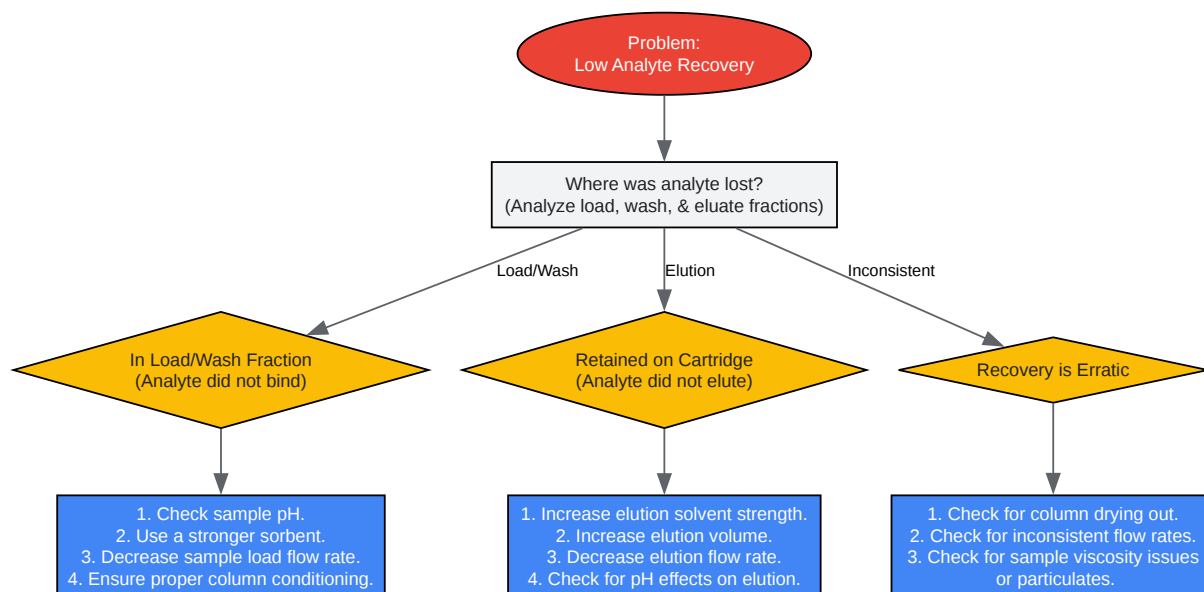 Problem:
Low Analyte Recovery
Where was analyte lost?
(Analyze load, wash, & eluate fractions)
Load/Wash
Elution
Inconsistent
In Load/Wash Fraction
(Analyte did not bind)
Retained on Cartridge
(Analyte did not elute)
Recovery is Erratic
1. Check sample pH.
2. Use a stronger sorbent.
3. Decrease sample load flow rate.
4. Ensure proper column conditioning.
1. Increase elution solvent strength.
2. Increase elution volume.
3. Decrease elution flow rate.
4. Check for pH effects on elution.
1. Check for column drying out.
2. Check for inconsistent flow rates.
3. Check for sample viscosity issues
or particulates.